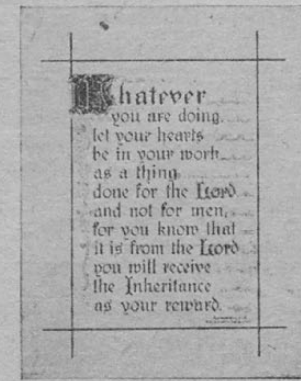 Whatever
you are doing
let your hearts
be in your work
as a thing
done for the Lord
and not for men,
for you know that
it is from the Lord
you will receive
the Inheritance
as your reward.